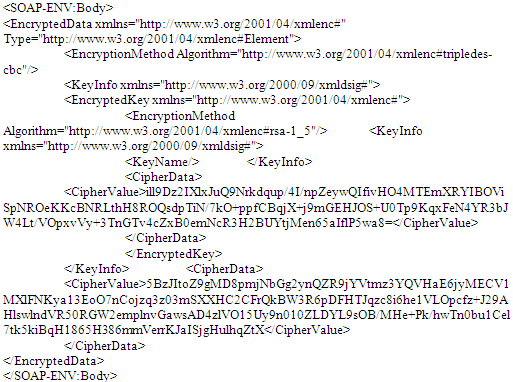 <SOAP-ENV:Body>
<EncryptedData xmlns="http://www.w3.org/2001/04/xmlenc#"
Type="http://www.w3.org/2001/04/xmlenc#Element">
<EncryptionMethod Algorithm="http://www.w3.org/2001/04/xmlenc#tripledes-
cbc"/>
<KeyInfo xmlns="http://www.w3.org/2000/09/xmldsig#">
<EncryptedKey xmlns="http://www.w3.org/2001/04/xmlenc#">
<EncryptionMethod
Algorithm="http://www.w3.org/2001/04/xmlenc#rsa-1_5"/> <KeyInfo
xmlns="http://www.w3.org/2000/09/xmldsig#">
<KeyName/> </KeyInfo>
<CipherData>
<CipherValue>ill9Dz2IXlxJuQ9Nrkdqup/4I/npZeywQIfivHO4MTEmXRYIBOVi
SpNROeKKcBNRLthH8ROQsdpTiN/7kO+ppfCBqjX+j9mGEHJOS+U0Tp9KqxFeN4YR3bJ
W4Lt/VOpxvVy+3TnGTv4cZxB0emNcR3H2BUYtjMen65aIflP5wa8=</CipherValue>
</CipherData>
</EncryptedKey>
</KeyInfo> <CipherData>
<CipherValue>5BzJItoZ9gMD8pmjNbGg2ynQZR9jYVtmz3YQVHaE6jyMECV1
MXlFNKya13EoO7nCojzq3z03mSXXHC2CFrQkBW3R6pDFHTJqzc8i6he1VLOpcfz+J29A
HlswlndVR50RGW2emplnvGawsAD4zlVO15Uy9n010ZLDYL9sOB/MHe+Pk/hwTn0bu1Cel
7tk5kiBqH1865H386mmVerrKJaISjgHulhqZtX</CipherValue>
</CipherData>
</EncryptedData>
</SOAP-ENV:Body>